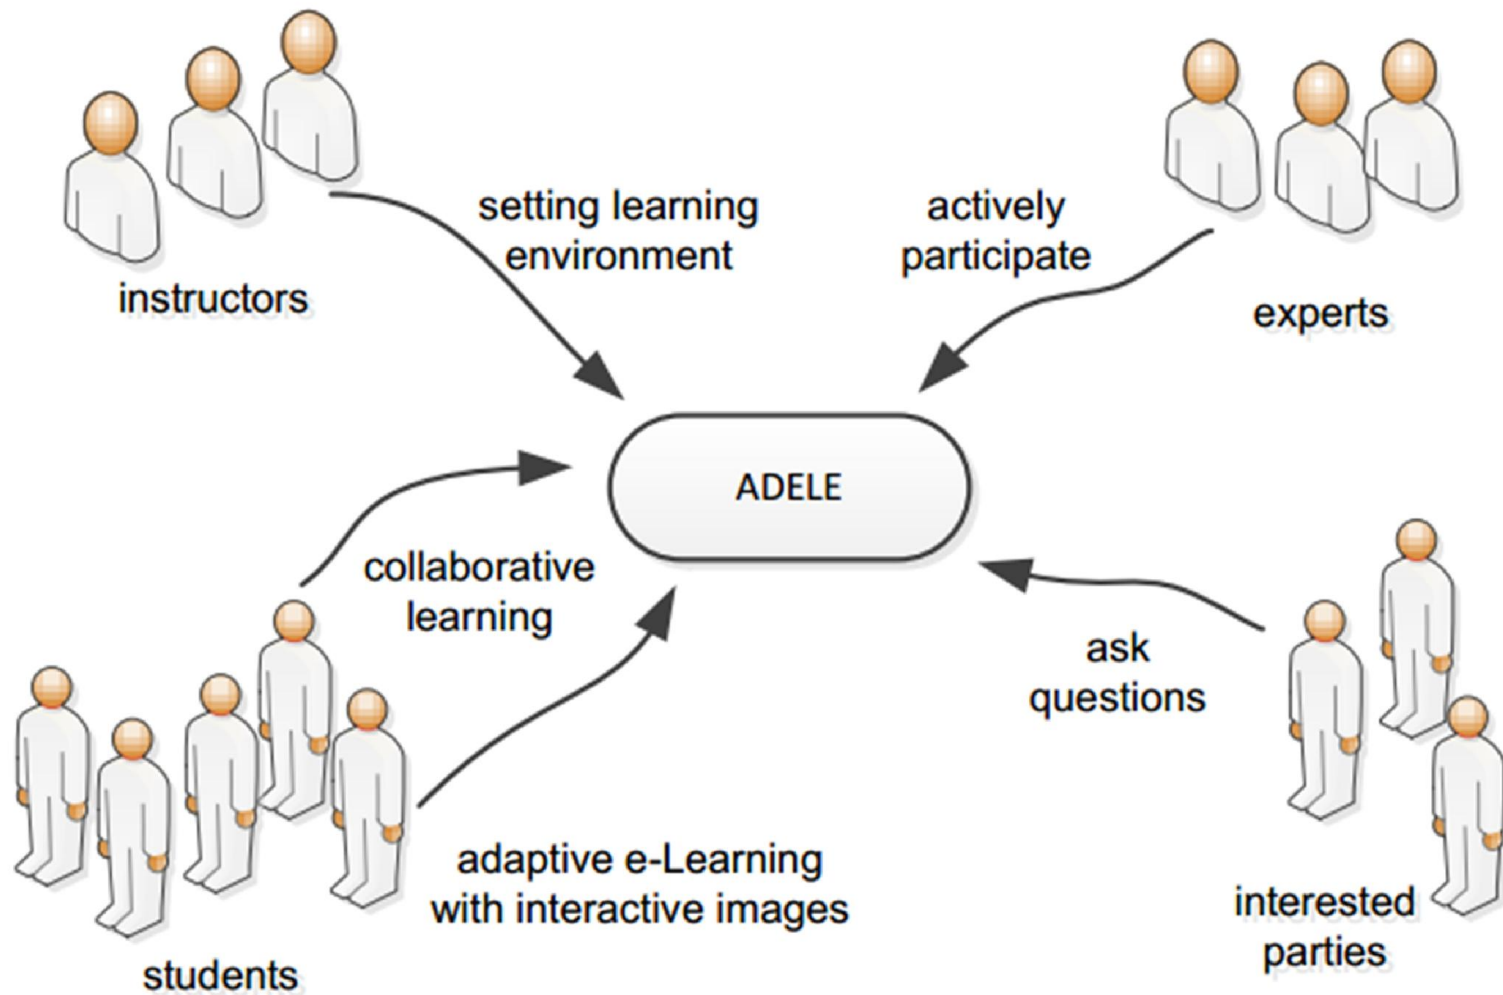 setting learning
environment
actively
participate
instructors
experts
ADELE
collaborative
learning
ask
questions
adaptive e-Learning
with interactive images
interested
parties
students